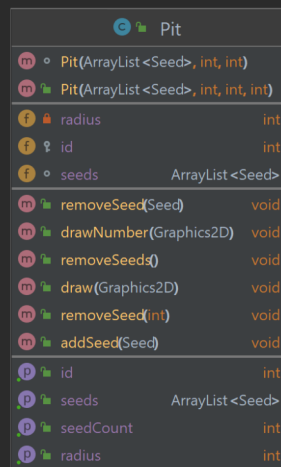 C Pit
m Pit(ArrayList<Seed>, int, int)
m Pit(ArrayList<Seed>, int, int, int)
f radius int
f id int
f seeds ArrayList<Seed>
m removeSeed(Seed) void
m drawNumber(Graphics2D) void
m removeSeeds() void
m draw(Graphics2D) void
m removeSeed(int) void
m addSeed(Seed) void
p id int
p seeds ArrayList<Seed>
p seedCount int
p radius int